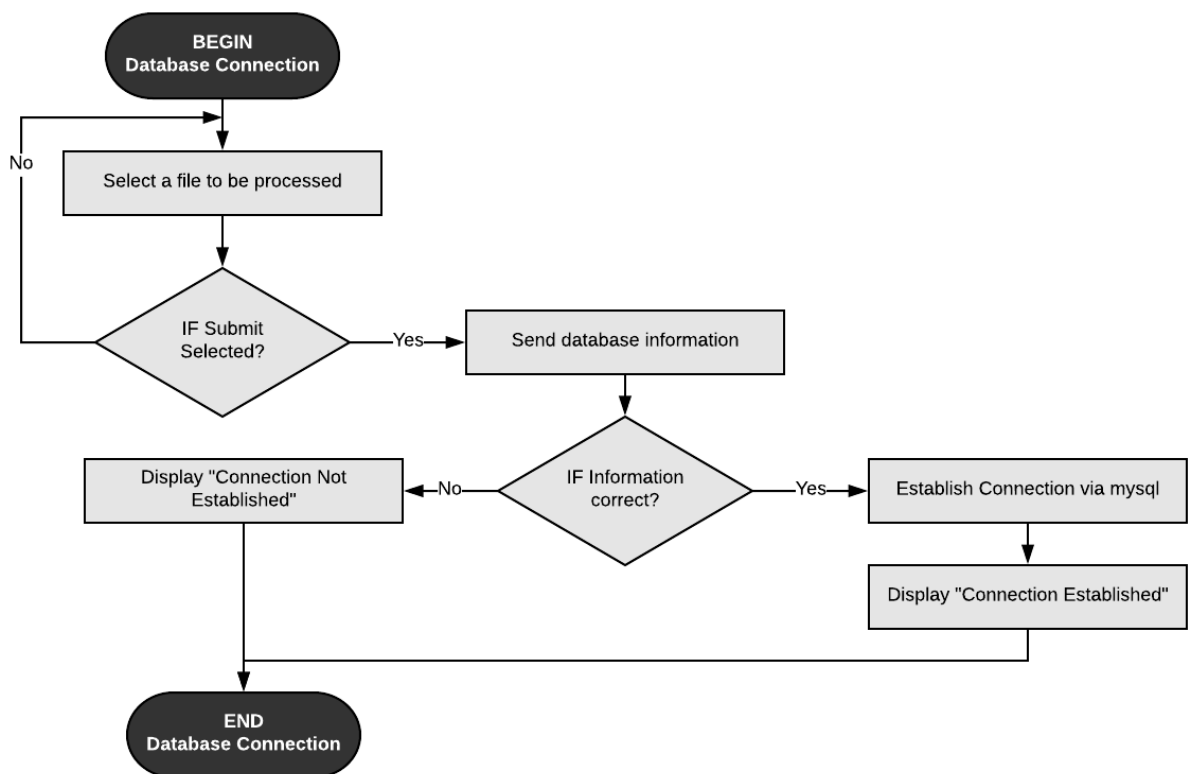 BEGIN
Database Connection
No
Select a file to be processed
IF Submit
Selected?
Yes
Send database information
Display "Connection Not
Established"
No
IF Information
correct?
Yes
Establish Connection via mysql
Display "Connection Established"
END
Database Connection